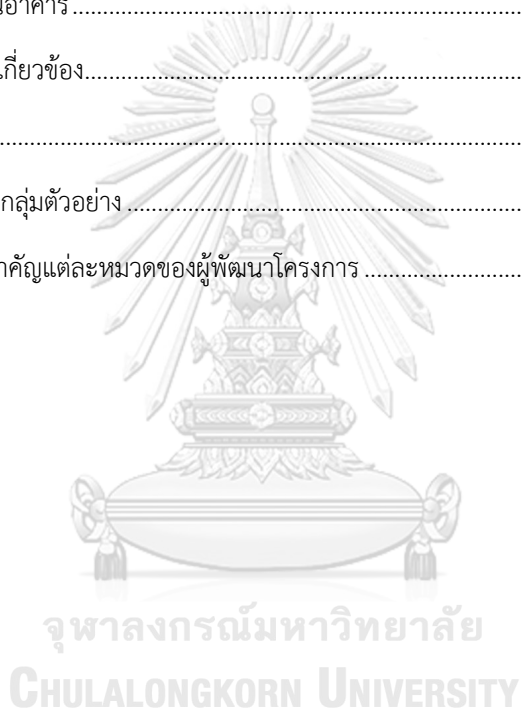 นอาคาร
เกี่ยวข้อง
กลุ่มตัวอย่าง
าคัญแต่ละหมวดของผู้พัฒนาโครงการ
จุฬาลงกรณ์มหาวิทยาลัย
CHULALONGKORN UNIVERSITY